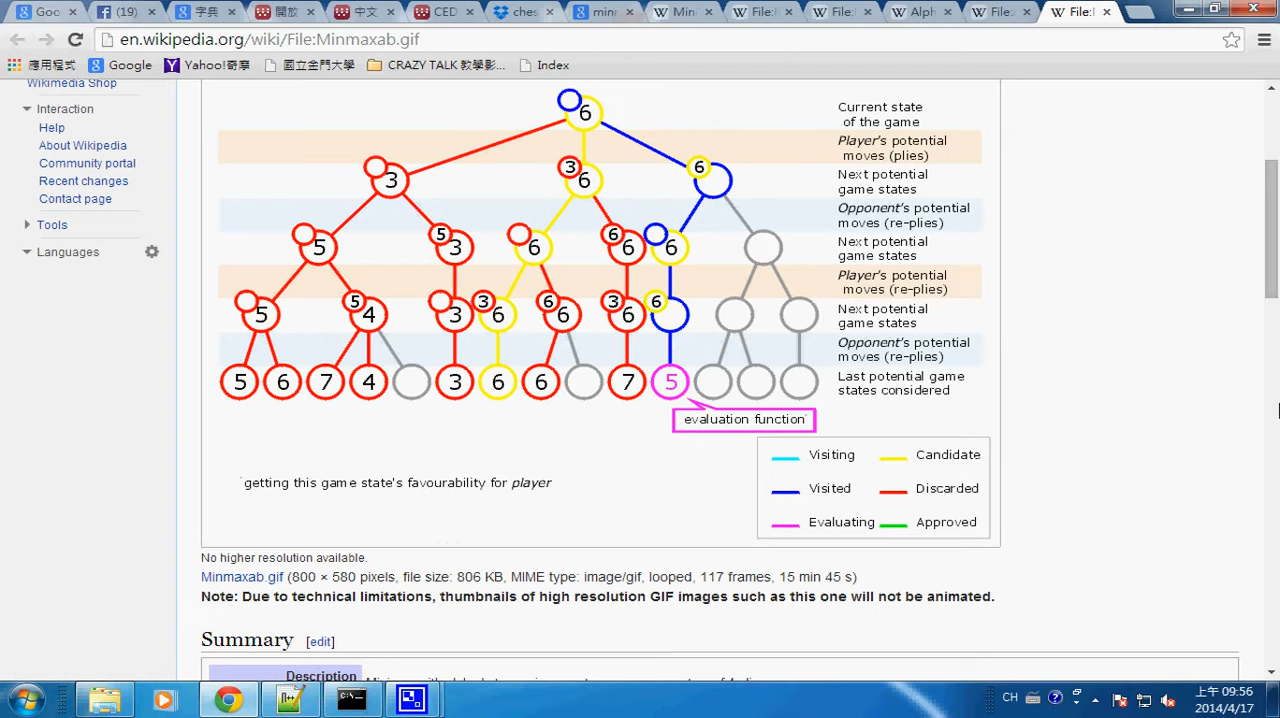 Goo
(19)
字典
開放
中文
CED
ches
minr
Min
File:
File:
Alph
File:
File:
en.wikipedia.org/wiki/File:Minmaxab.gif
應用程式 Google Yahoo!奇摩 國立金門大學 CRAZY TALK 教學影... Index
Wikimedia Shop
Interaction
Help
About Wikipedia
Community portal
Recent changes
Contact page
Tools
Languages
6
3 3 6 6
5 5 3 6 6 6 6
5 5 4 3 3 6 6 6 3 6 6
5 6 7 4 3 6 6 7 5
Current state
of the game
Player's potential
moves (plies)
Next potential
game states
Opponent's potential
moves (re-plies)
Next potential
game states
Player's potential
moves (re-plies)
Next potential
game states
Opponent's potential
moves (re-plies)
Last potential game
states considered
evaluation function
getting this game state's favourability for player
Visiting Candidate
Visited Discarded
Evaluating Approved
No higher resolution available.
Minmaxab.gif (800 × 580 pixels, file size: 806 KB, MIME type: image/gif, looped, 117 frames, 15 min 45 s)
Note: Due to technical limitations, thumbnails of high resolution GIF images such as this one will not be animated.
Summary [edit]
Description
CH
上午 09:56
2014/4/17